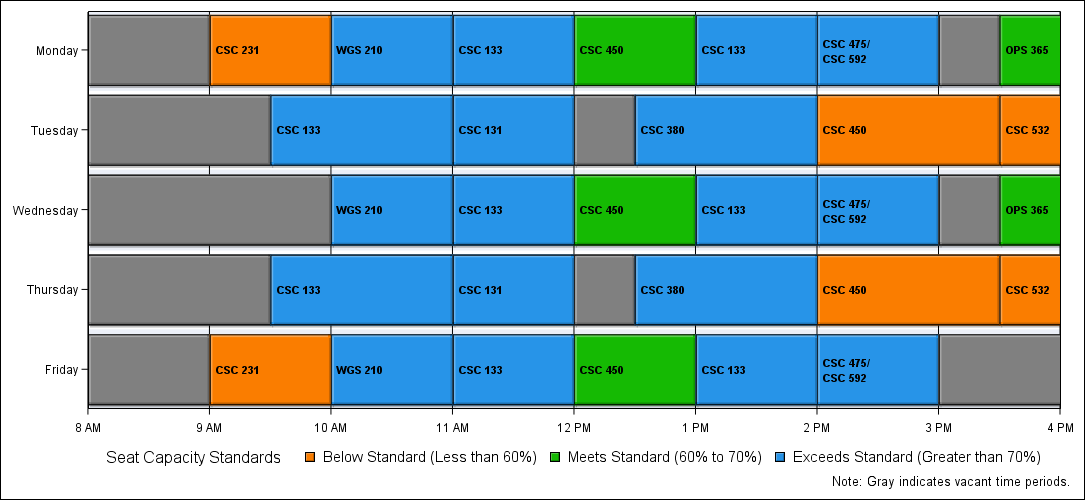 Monday
CSC 231
WGS 210
CSC 133
CSC 450
CSC 133
CSC 475/
CSC 592
OPS 365
Tuesday
CSC 133
CSC 131
CSC 380
CSC 450
CSC 532
Wednesday
WGS 210
CSC 133
CSC 450
CSC 133
CSC 475/
CSC 592
OPS 365
Thursday
CSC 133
CSC 131
CSC 380
CSC 450
CSC 532
Friday
CSC 231
WGS 210
CSC 133
CSC 450
CSC 133
CSC 475/
CSC 592
8 AM
9 AM
10 AM
11 AM
12 PM
1 PM
2 PM
3 PM
4 PM
Seat Capacity Standards
Below Standard (Less than 60%)
Meets Standard (60% to 70%)
Exceeds Standard (Greater than 70%)
Note: Gray indicates vacant time periods.